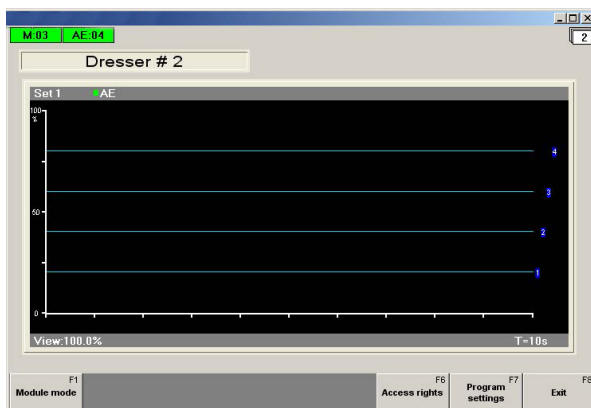 M:03 AE:04
2
Dresser # 2
Set 1 AE
100
%
4
3
50
2
1
0
View:100.0% T=10s
F1 F6 F7 F8
Module mode Access rights Program settings Exit